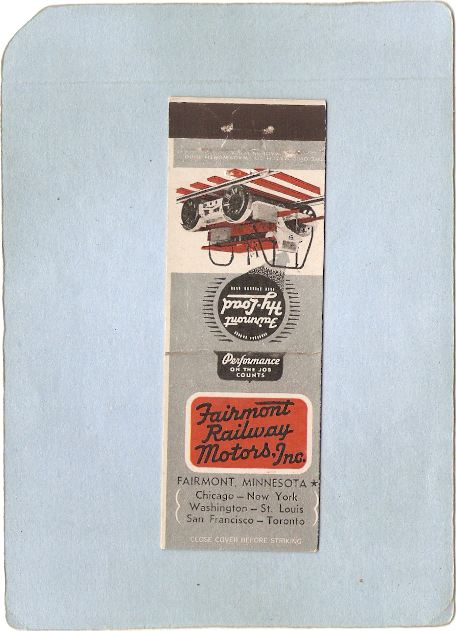 Fairmont
Hy-Load
Performance
ON THE JOB
COUNTS
Fairmont
Railway
Motors, Inc.
FAIRMONT, MINNESOTA ★
Chicago – New York
Washington – St. Louis
San Francisco – Toronto
CLOSE COVER BEFORE STRIKING